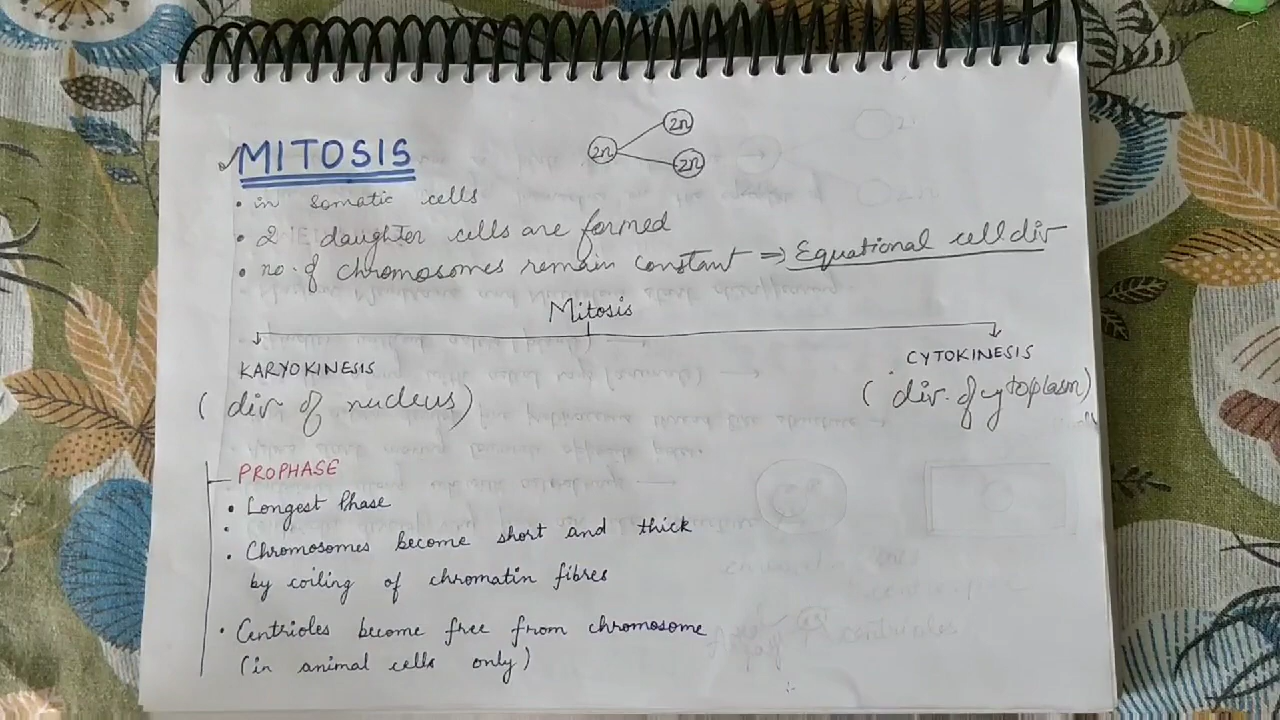 2n
MITOSIS
2n
2n
• in somatic cells
• 2 daughter cells are formed
• no. of chromosomes remain constant ⇒ Equational cell div
Mitosis
KARYOKINESIS
CYTOKINESIS
( div of nucleus)
( div. of cytoplasm)
PROPHASE
• Longest Phase
• Chromosomes become short and thick
by coiling of chromatin fibres
• Centrioles become free from chromosome
(in animal cells only)